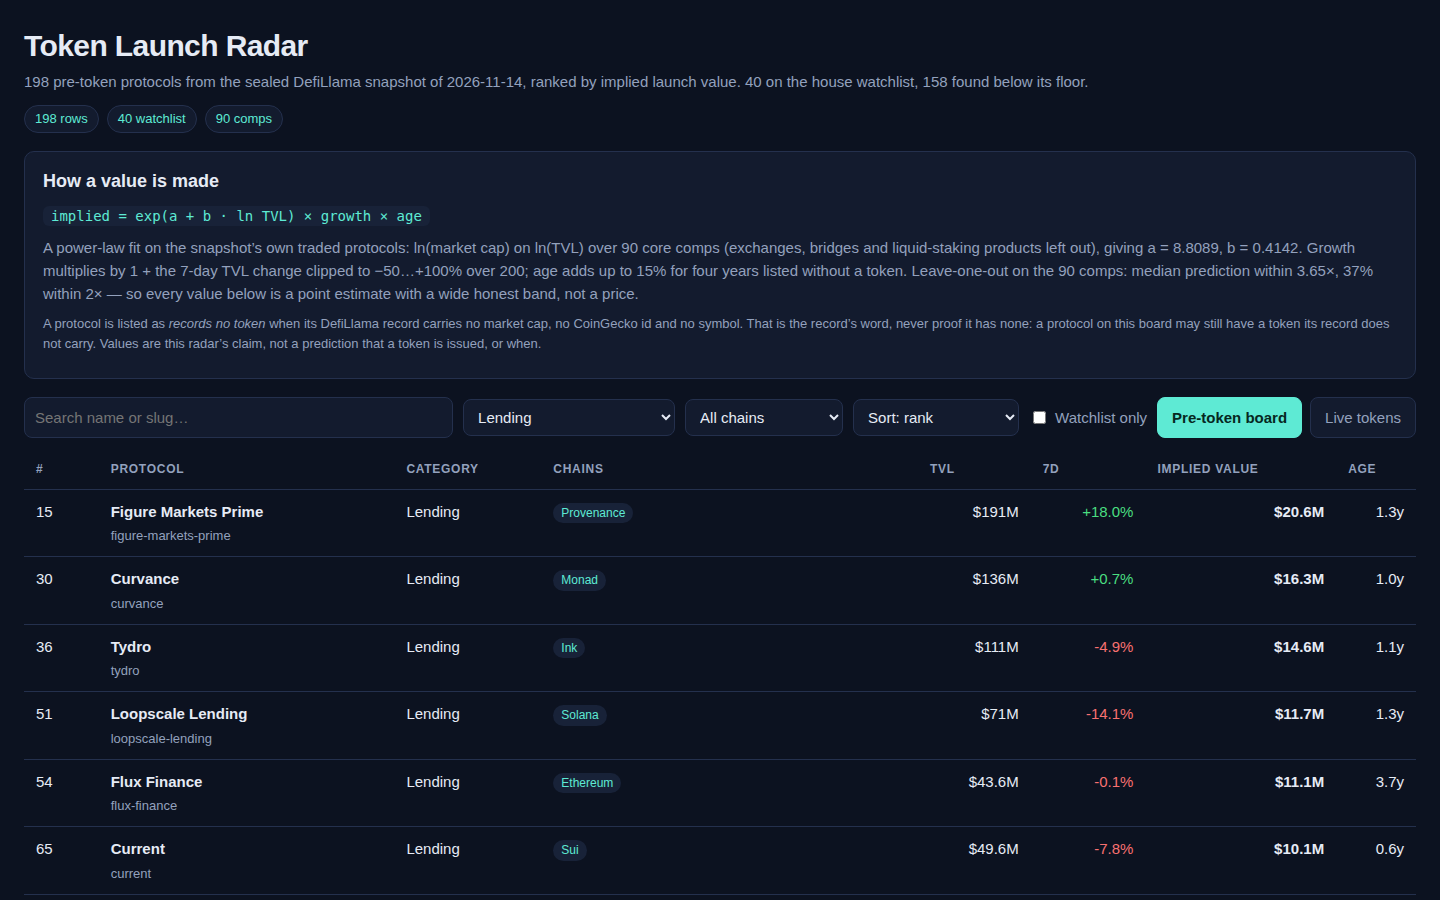 Token Launch Radar
198 pre-token protocols from the sealed DefiLlama snapshot of 2026-11-14, ranked by implied launch value. 40 on the house watchlist, 158 found below its floor.
198 rows 40 watchlist 90 comps
How a value is made
implied = exp(a + b · ln TVL) × growth × age
A power-law fit on the snapshot’s own traded protocols: ln(market cap) on ln(TVL) over 90 core comps (exchanges, bridges and liquid-staking products left out), giving a = 8.8089, b = 0.4142. Growth
multiplies by 1 + the 7-day TVL change clipped to −50…+100% over 200; age adds up to 15% for four years listed without a token. Leave-one-out on the 90 comps: median prediction within 3.65×, 37%
within 2× — so every value below is a point estimate with a wide honest band, not a price.
A protocol is listed as records no token when its DefiLlama record carries no market cap, no CoinGecko id and no symbol. That is the record’s word, never proof it has none: a protocol on this board may still have a token its record does
not carry. Values are this radar’s claim, not a prediction that a token is issued, or when.
Search name or slug… Lending All chains Sort: rank Watchlist only Pre-token board Live tokens
# PROTOCOL CATEGORY CHAINS TVL 7D IMPLIED VALUE AGE
15 Figure Markets Prime Lending Provenance $191M +18.0% $20.6M 1.3y
figure-markets-prime
30 Curvance Lending Monad $136M +0.7% $16.3M 1.0y
curvance
36 Tydro Lending Ink $111M -4.9% $14.6M 1.1y
tydro
51 Loopscale Lending Lending Solana $71M -14.1% $11.7M 1.3y
loopscale-lending
54 Flux Finance Lending Ethereum $43.6M -0.1% $11.1M 3.7y
flux-finance
65 Current Lending Sui $49.6M -7.8% $10.1M 0.6y
current